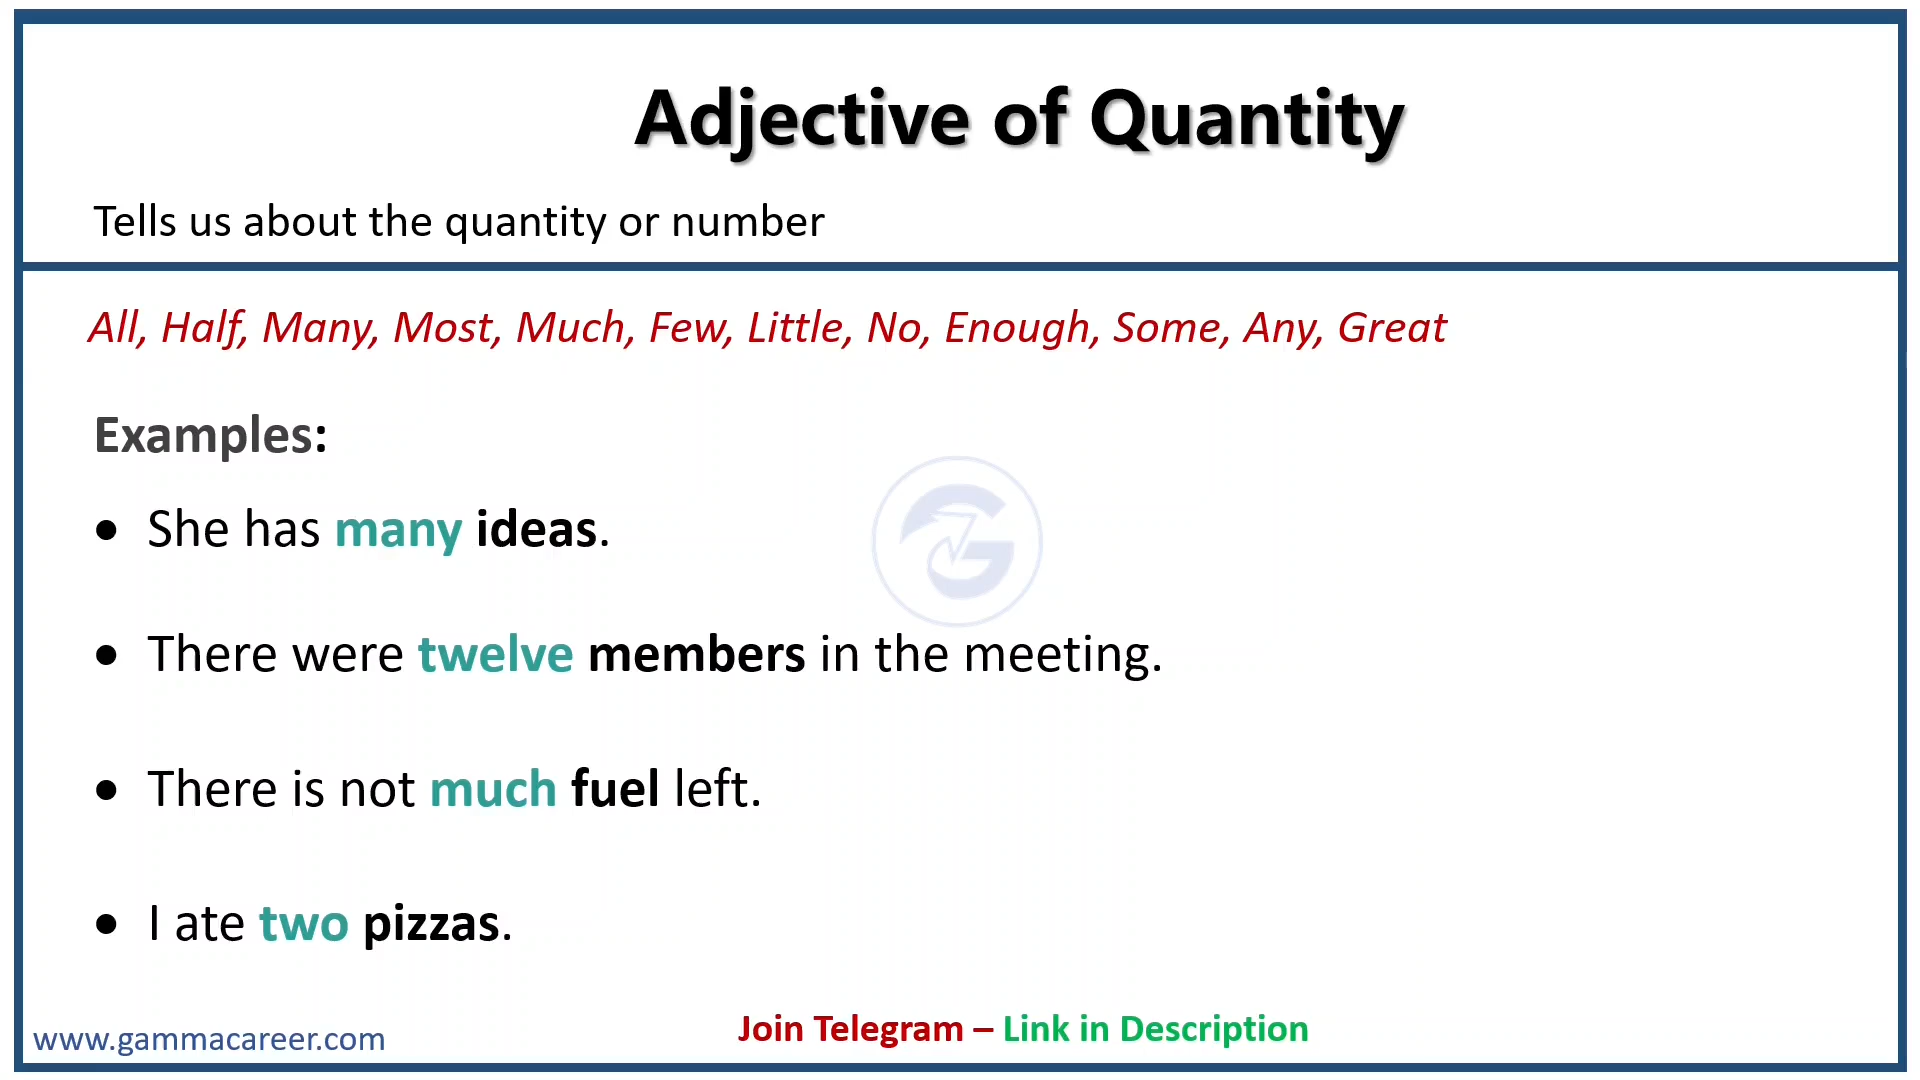 Adjective of Quantity
Tells us about the quantity or number
All, Half, Many, Most, Much, Few, Little, No, Enough, Some, Any, Great
Examples:
• She has many ideas.
• There were twelve members in the meeting.
• There is not much fuel left.
• I ate two pizzas.
www.gammacareer.com
Join Telegram – Link in Description